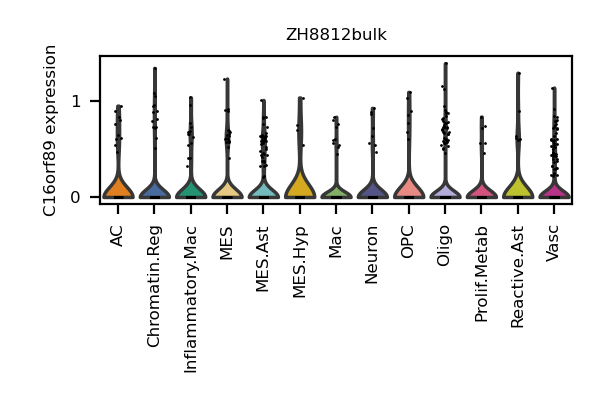 ZH8812bulk
C16orf89 expression
1
0
AC
Chromatin.Reg
Inflammatory.Mac
MES
MES.Ast
MES.Hyp
Mac
Neuron
OPC
Oligo
Prolif.Metab
Reactive.Ast
Vasc